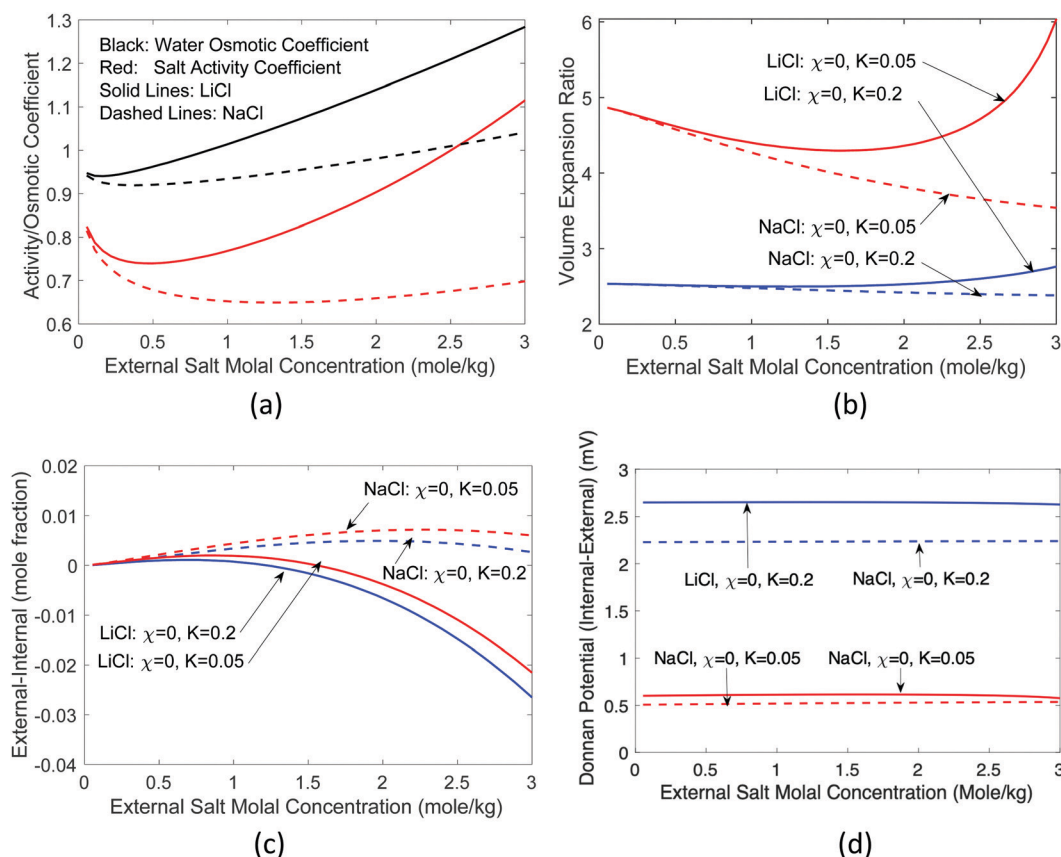 1.3
1.2
1.1
1
0.9
0.8
0.7
0.6
Activity/Osmotic Coefficient
Black: Water Osmotic Coefficient
Red: Salt Activity Coefficient
Solid Lines: LiCl
Dashed Lines: NaCl
0 0.5 1 1.5 2 2.5 3
External Salt Molal Concentration (mole/kg)
(a)
6
5
4
3
2
Volume Expansion Ratio
LiCl: χ=0, K=0.05
LiCl: χ=0, K=0.2
NaCl: χ=0, K=0.05
NaCl: χ=0, K=0.2
0 0.5 1 1.5 2 2.5 3
External Salt Molal Concentration (mole/kg)
(b)
0.02
0.01
0
-0.01
-0.02
-0.03
-0.04
External-Internal (mole fraction)
NaCl: χ=0, K=0.05
NaCl: χ=0, K=0.2
LiCl: χ=0, K=0.2
LiCl: χ=0, K=0.05
0 0.5 1 1.5 2 2.5 3
External Salt Molal Concentration (mole/kg)
(c)
3
2.5
2
1.5
1
0.5
0
Donnan Potential (Internal-External) (mV)
LiCl, χ=0, K=0.2
NaCl, χ=0, K=0.2
NaCl, χ=0, K=0.05
NaCl, χ=0, K=0.05
0 0.5 1 1.5 2 2.5 3
External Salt Molal Concentration (Mole/kg)
(d)